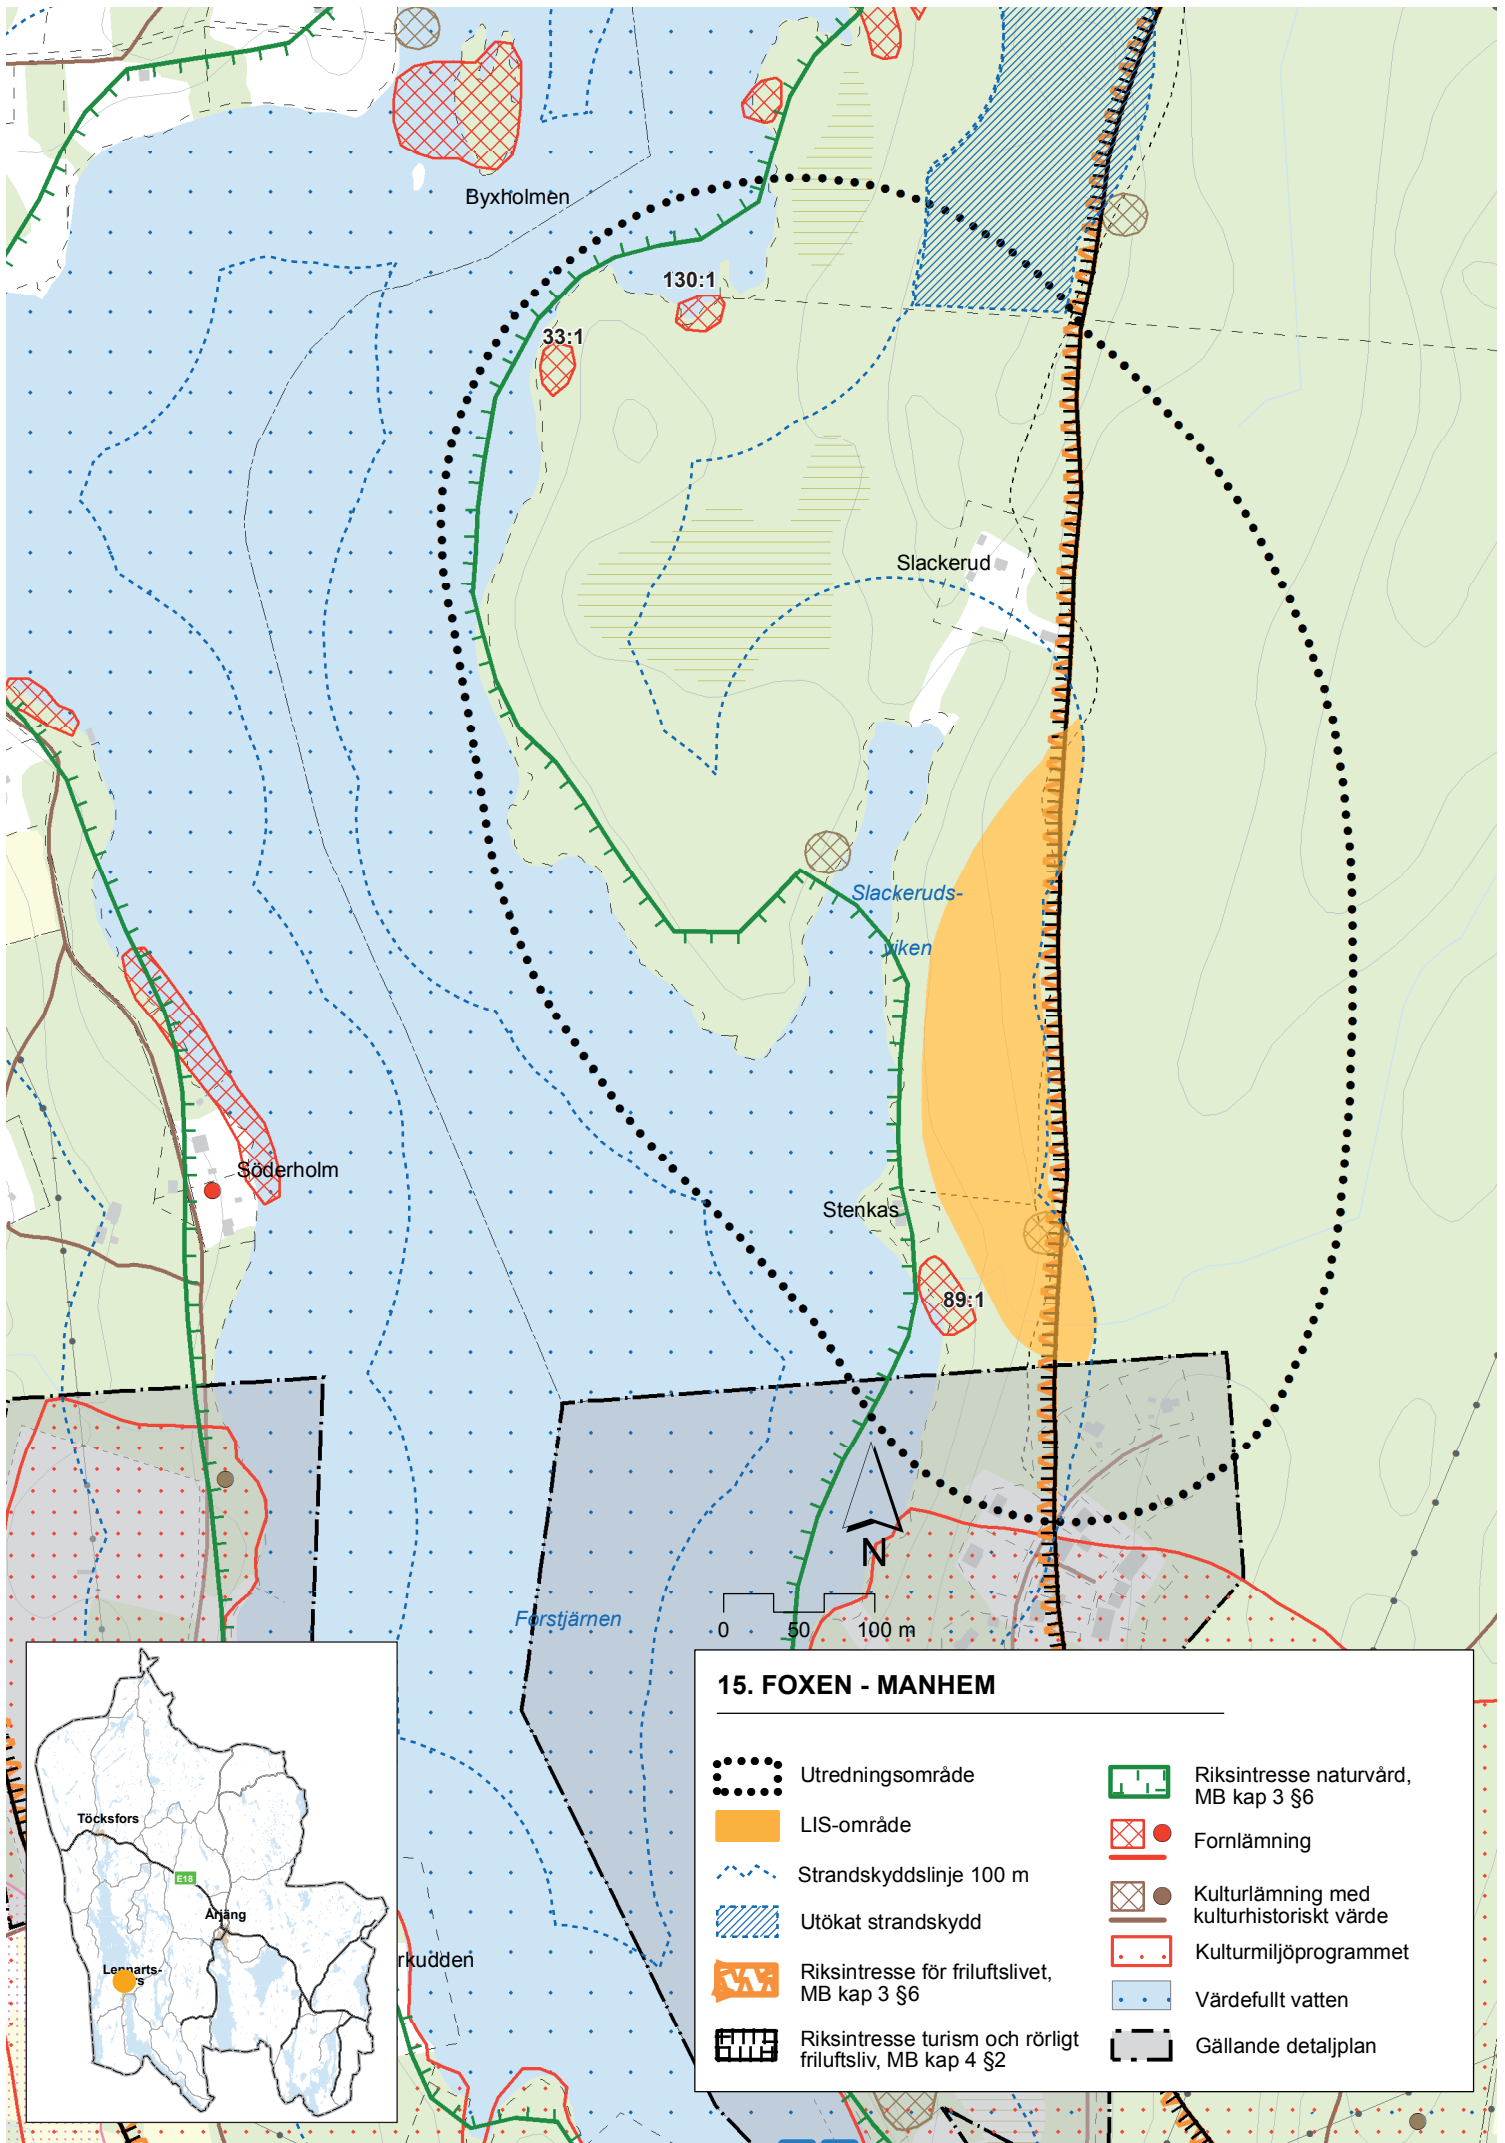 Byxholmen
130:1
33:1
Slackerud
Slackeruds-
viken
Söderholm
Stenkas
89:1
N
0 50 100 m
Forstjärnen
rkudden
15. FOXEN - MANHEM
Utredningsområde
LIS-område
Strandskyddslinje 100 m
Utökat strandskydd
Riksintresse för friluftslivet,
MB kap 3 §6
Riksintresse turism och rörligt
friluftsliv, MB kap 4 §2
Riksintresse naturvård,
MB kap 3 §6
Fornlämning
Kulturlämning med
kulturhistoriskt värde
Kulturmiljöprogrammet
Värdefullt vatten
Gällande detaljplan
Töcksfors
E18
Årjäng
Lennarts-
rs